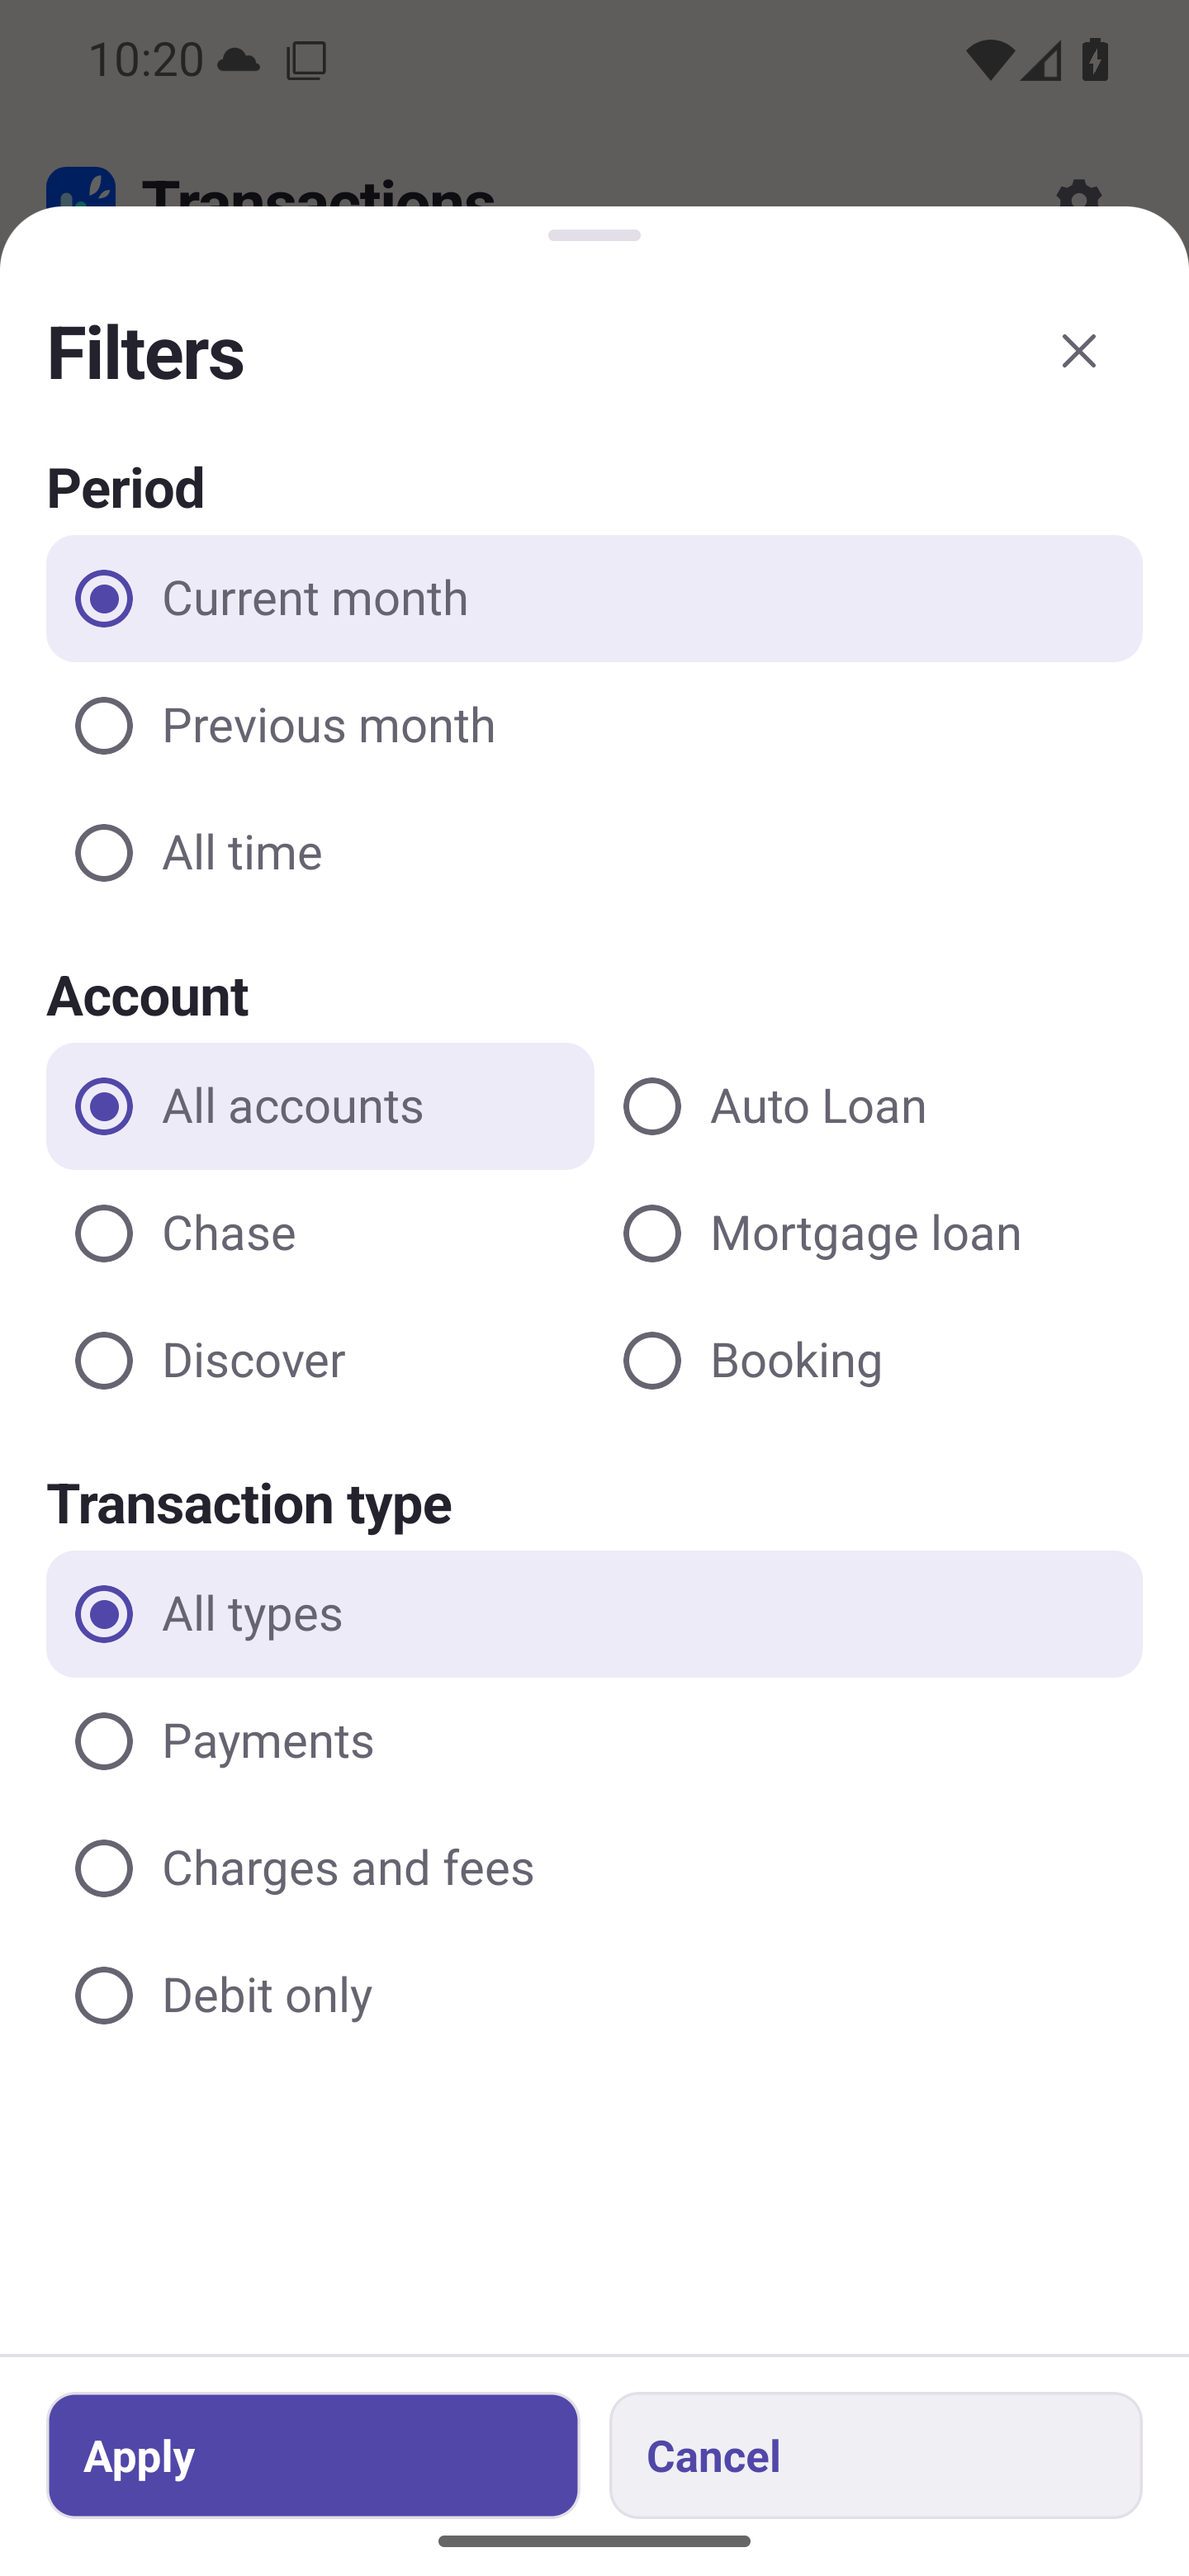 10:20
Transactions
Filters
Period
Current month
Previous month
All time
Account
All accounts
Auto Loan
Chase
Mortgage loan
Discover
Booking
Transaction type
All types
Payments
Charges and fees
Debit only
Apply
Cancel